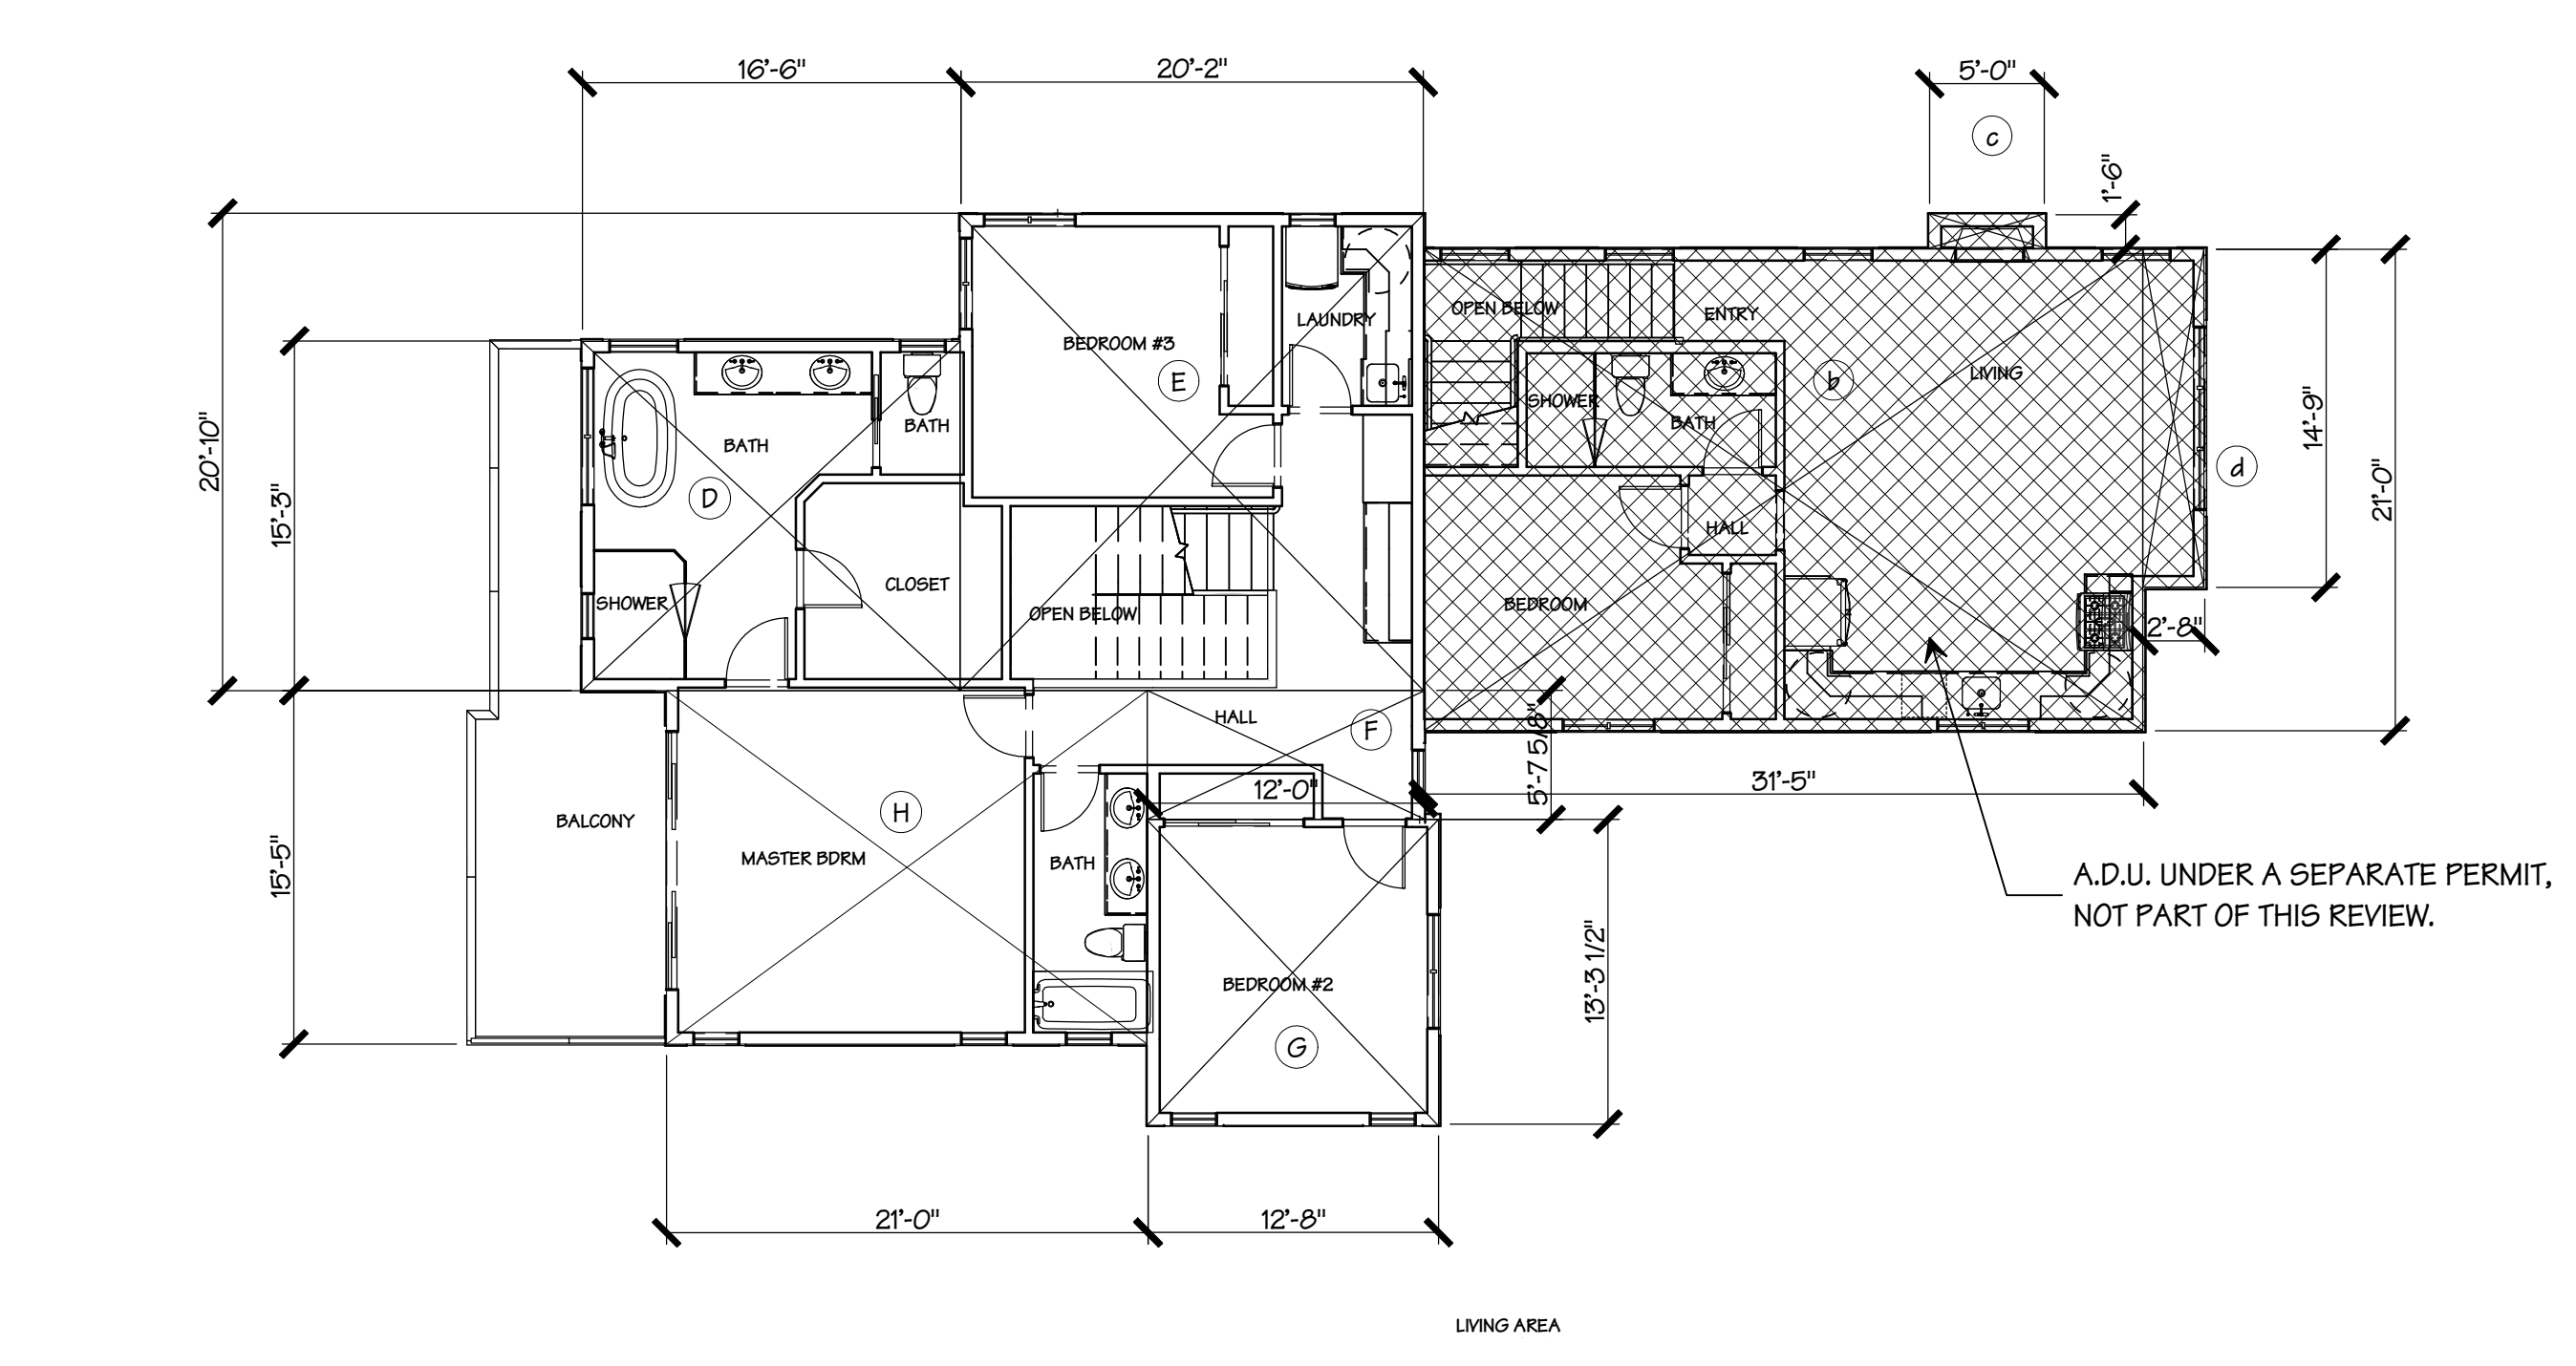 16'-6"
20'-2"
5'-0"
c
1'-6"
OPEN BELOW
ENTRY
LAUNDRY
BEDROOM #3
E
b
LIVING
SHOWER
BATH
BATH
BATH
20'-10"
15'-3"
14'-9"
21'-0"
d
D
HALL
CLOSET
SHOWER
OPEN BELOW
BEDROOM
2'-8"
HALL
F
5'-7 5/8"
12'-0"
31'-5"
H
BALCONY
MASTER BDRM
BATH
15'-5"
A.D.U. UNDER A SEPARATE PERMIT,
NOT PART OF THIS REVIEW.
13'-3 1/2"
BEDROOM #2
G
21'-0"
12'-8"
LIVING AREA